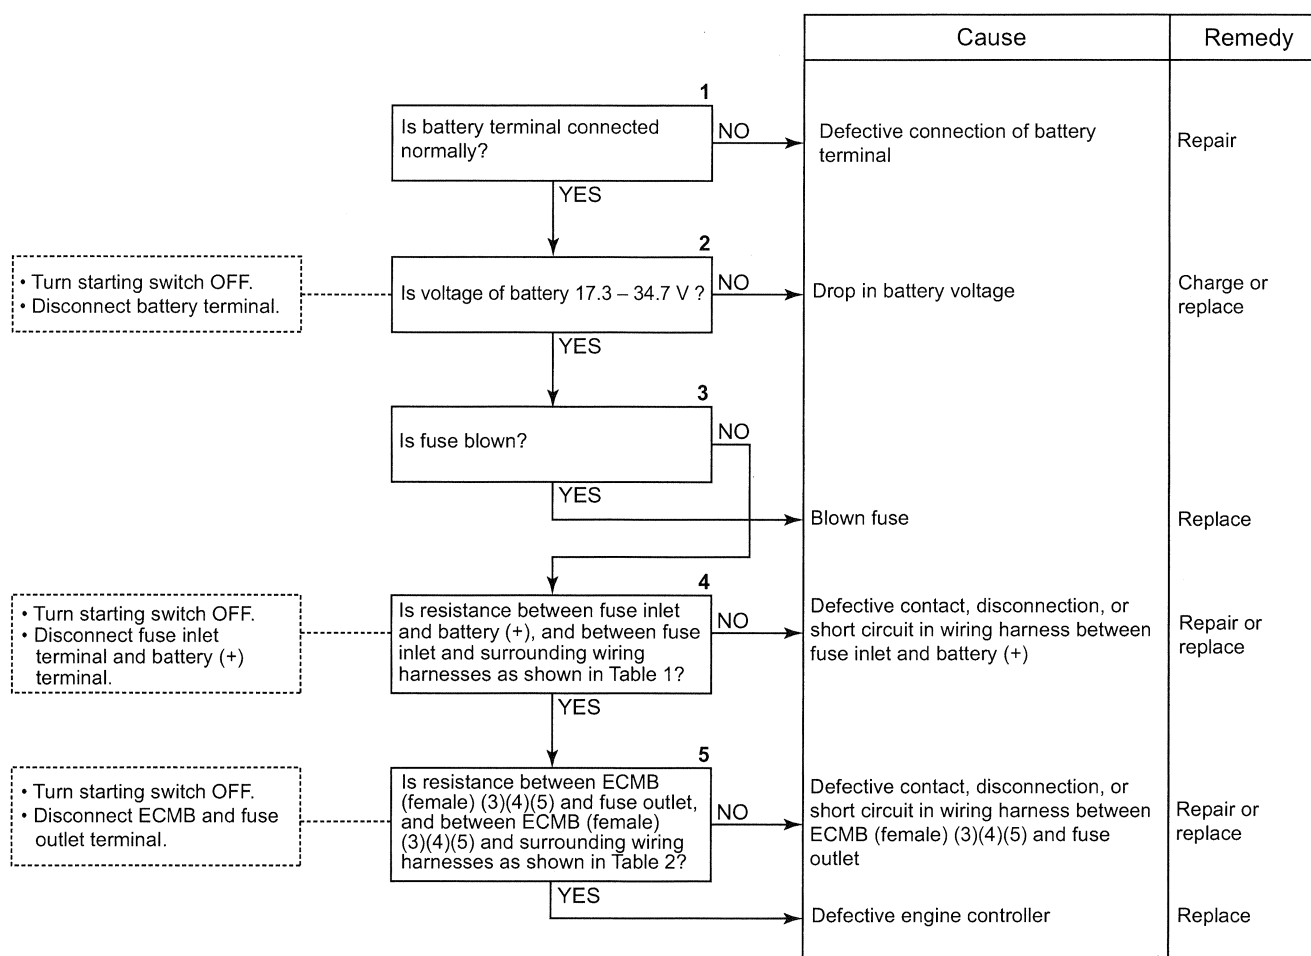 Cause
Remedy
1
Is battery terminal connected
normally?
NO
Defective connection of battery
terminal
Repair
YES
2
• Turn starting switch OFF.
• Disconnect battery terminal.
Is voltage of battery 17.3 – 34.7 V ?
NO
Drop in battery voltage
Charge or
replace
YES
3
Is fuse blown?
NO
YES
Blown fuse
Replace
4
• Turn starting switch OFF.
• Disconnect fuse inlet
terminal and battery (+)
terminal.
Is resistance between fuse inlet
and battery (+), and between fuse
inlet and surrounding wiring
harnesses as shown in Table 1?
NO
Defective contact, disconnection, or
short circuit in wiring harness between
fuse inlet and battery (+)
Repair or
replace
YES
5
• Turn starting switch OFF.
• Disconnect ECMB and fuse
outlet terminal.
Is resistance between ECMB
(female) (3)(4)(5) and fuse outlet,
and between ECMB (female)
(3)(4)(5) and surrounding wiring
harnesses as shown in Table 2?
NO
Defective contact, disconnection, or
short circuit in wiring harness between
ECMB (female) (3)(4)(5) and fuse
outlet
Repair or
replace
YES
Defective engine controller
Replace